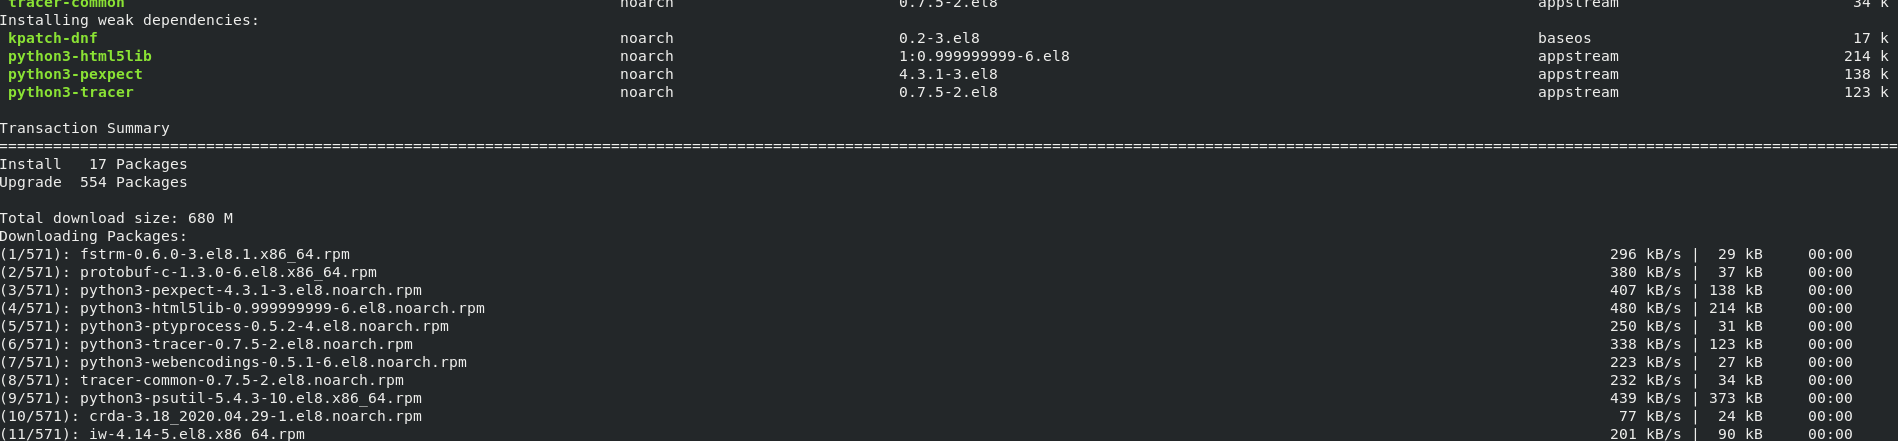 tracer-common noarch 0.7.5-2.el8 appstream 34 k
Installing weak dependencies:
kpatch-dnf noarch 0.2-3.el8 baseos 17 k
python3-html5lib noarch 1:0.999999999-6.el8 appstream 214 k
python3-pexpect noarch 4.3.1-3.el8 appstream 138 k
python3-tracer noarch 0.7.5-2.el8 appstream 123 k
Transaction Summary
================================================================================
Install 17 Packages
Upgrade 554 Packages
Total download size: 680 M
Downloading Packages:
(1/571): fstrm-0.6.0-3.el8.1.x86_64.rpm 296 kB/s | 29 kB 00:00
(2/571): protobuf-c-1.3.0-6.el8.x86_64.rpm 380 kB/s | 37 kB 00:00
(3/571): python3-pexpect-4.3.1-3.el8.noarch.rpm 407 kB/s | 138 kB 00:00
(4/571): python3-html5lib-0.999999999-6.el8.noarch.rpm 480 kB/s | 214 kB 00:00
(5/571): python3-ptyprocess-0.5.2-4.el8.noarch.rpm 250 kB/s | 31 kB 00:00
(6/571): python3-tracer-0.7.5-2.el8.noarch.rpm 338 kB/s | 123 kB 00:00
(7/571): python3-webencodings-0.5.1-6.el8.noarch.rpm 223 kB/s | 27 kB 00:00
(8/571): tracer-common-0.7.5-2.el8.noarch.rpm 232 kB/s | 34 kB 00:00
(9/571): python3-psutil-5.4.3-10.el8.x86_64.rpm 439 kB/s | 373 kB 00:00
(10/571): crda-3.18_2020.04.29-1.el8.noarch.rpm 77 kB/s | 24 kB 00:00
(11/571): iw-4.14-5.el8.x86_64.rpm 201 kB/s | 90 kB 00:00